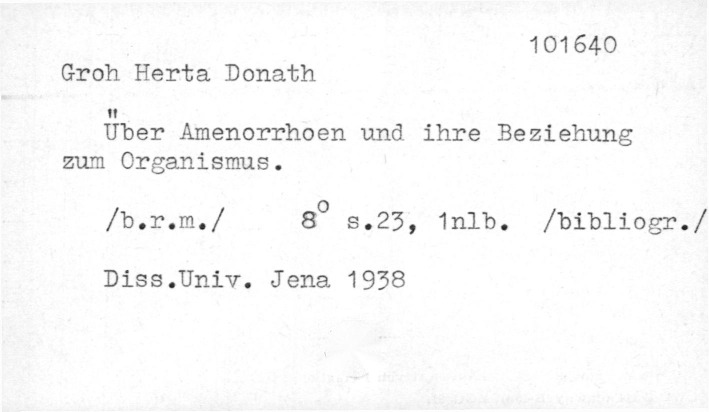 101640
Groh Herta Donath
Über Amenorrhoen und ihre Beziehung
zum Organismus.
/b.r.m./ 8° s.23, 1nlb. /bibliogr./
Diss.Univ. Jena 1938